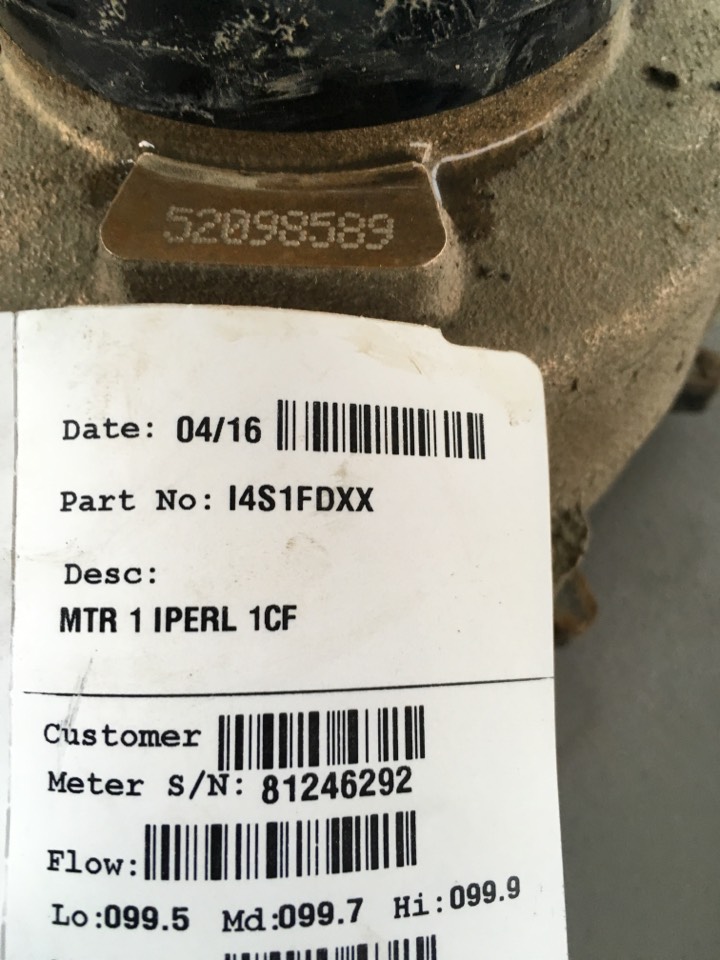 52098589
Date: 04/16
Part No: I4S1FDXX
Desc:
MTR 1 IPERL 1CF
Customer
Meter S/N: 81246292
Flow:
Lo:099.5 Md:099.7 Hi:099.9